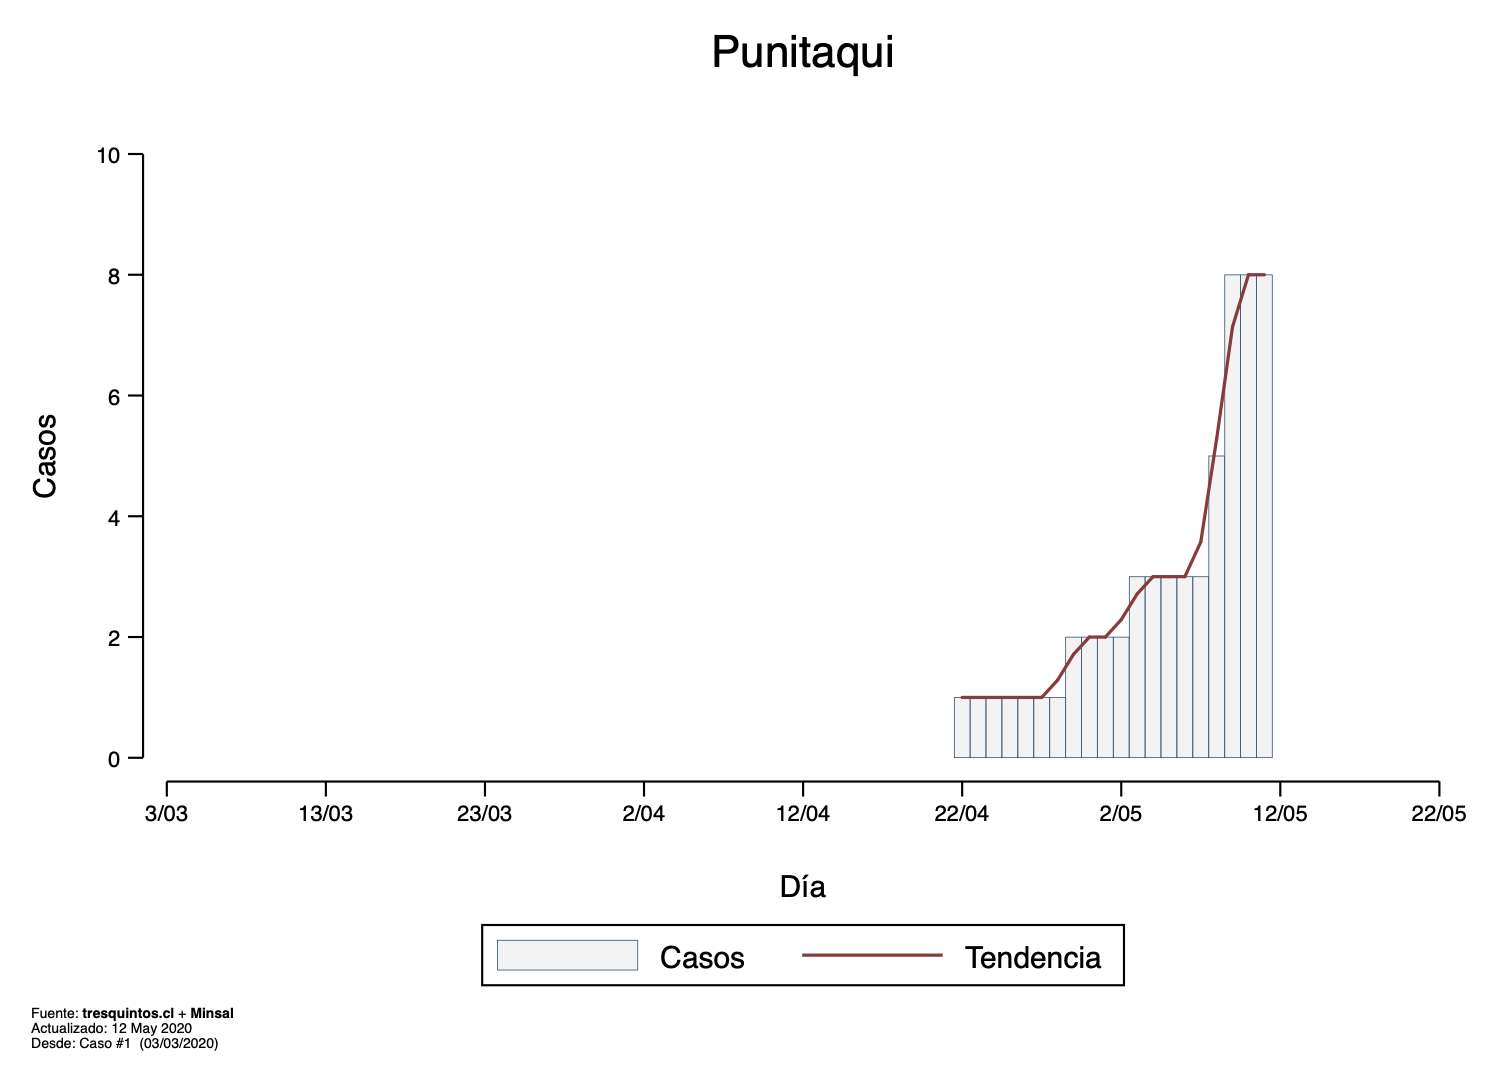 Punitaqui
10
8
6
4
2
0
Casos
3/03 13/03 23/03 2/04 12/04 22/04 2/05 12/05 22/05
Día
Casos Tendencia
Fuente: tresquintos.cl + Minsal
Actualizado: 12 May 2020
Desde: Caso #1 (03/03/2020)